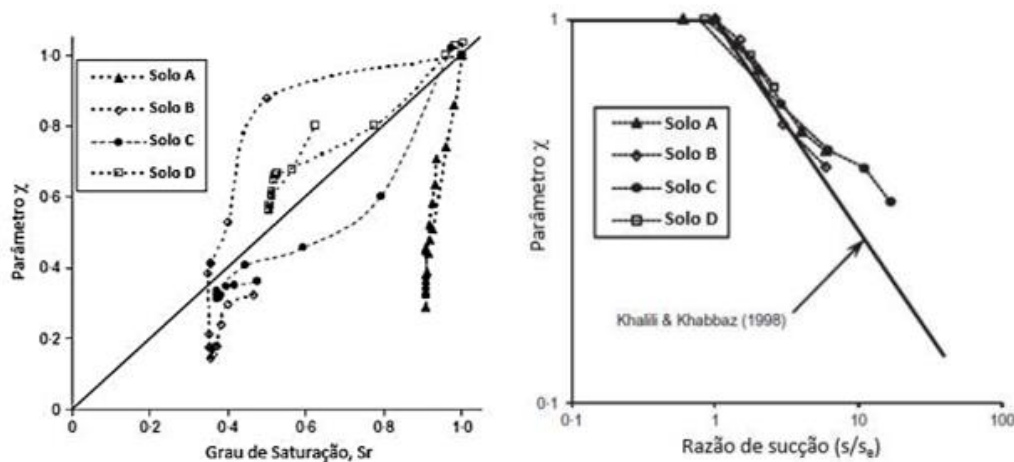 1·0
0·8
0·6
0·4
0·2
0
Parâmetro χ
Solo A
Solo B
Solo C
Solo D
0 0·2 0·4 0·6 0·8 1·0
Grau de Saturação, Sr
1
0·1
Parâmetro χ
Solo A
Solo B
Solo C
Solo D
Khalili & Khabbaz (1998)
0·1 1 10 100
Razão de sucção (s/sₑ)